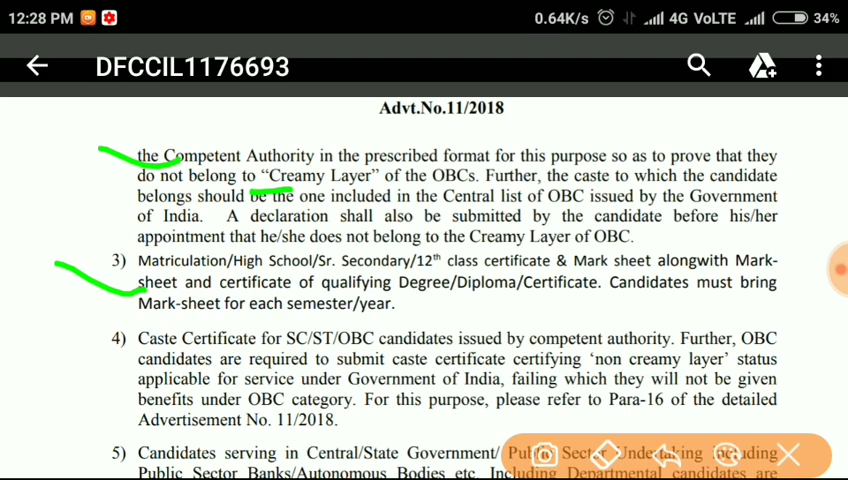 12:28 PM 0.64K/s 4G VoLTE 34%
DFCCIL1176693
Advt.No.11/2018
the Competent Authority in the prescribed format for this purpose so as to prove that they
do not belong to “Creamy Layer” of the OBCs. Further, the caste to which the candidate
belongs should be the one included in the Central list of OBC issued by the Government
of India. A declaration shall also be submitted by the candidate before his/her
appointment that he/she does not belong to the Creamy Layer of OBC.
3) Matriculation/High School/Sr. Secondary/12th class certificate & Mark sheet alongwith Mark-
sheet and certificate of qualifying Degree/Diploma/Certificate. Candidates must bring
Mark-sheet for each semester/year.
4) Caste Certificate for SC/ST/OBC candidates issued by competent authority. Further, OBC
candidates are required to submit caste certificate certifying ‘non creamy layer’ status
applicable for service under Government of India, failing which they will not be given
benefits under OBC category. For this purpose, please refer to Para-16 of the detailed
Advertisement No. 11/2018.
5) Candidates serving in Central/State Government/ Public Sector Undertaking including
Public Sector Banks/Autonomous Bodies etc. Including Departmental candidates are